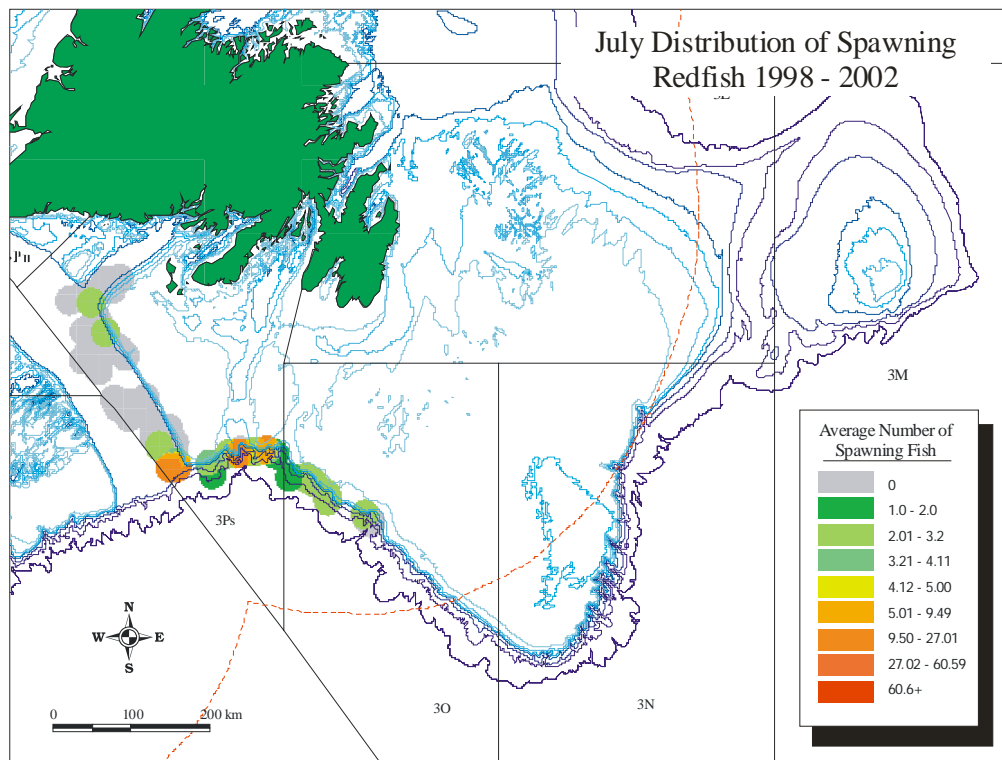 July Distribution of Spawning
Redfish 1998 - 2002
3M
Average Number of
Spawning Fish
0
1.0 - 2.0
2.01 - 3.2
3.21 - 4.11
4.12 - 5.00
5.01 - 9.49
9.50 - 27.01
27.02 - 60.59
60.6+
3Ps
N
W E
S
0 100 200 km
3O
3N